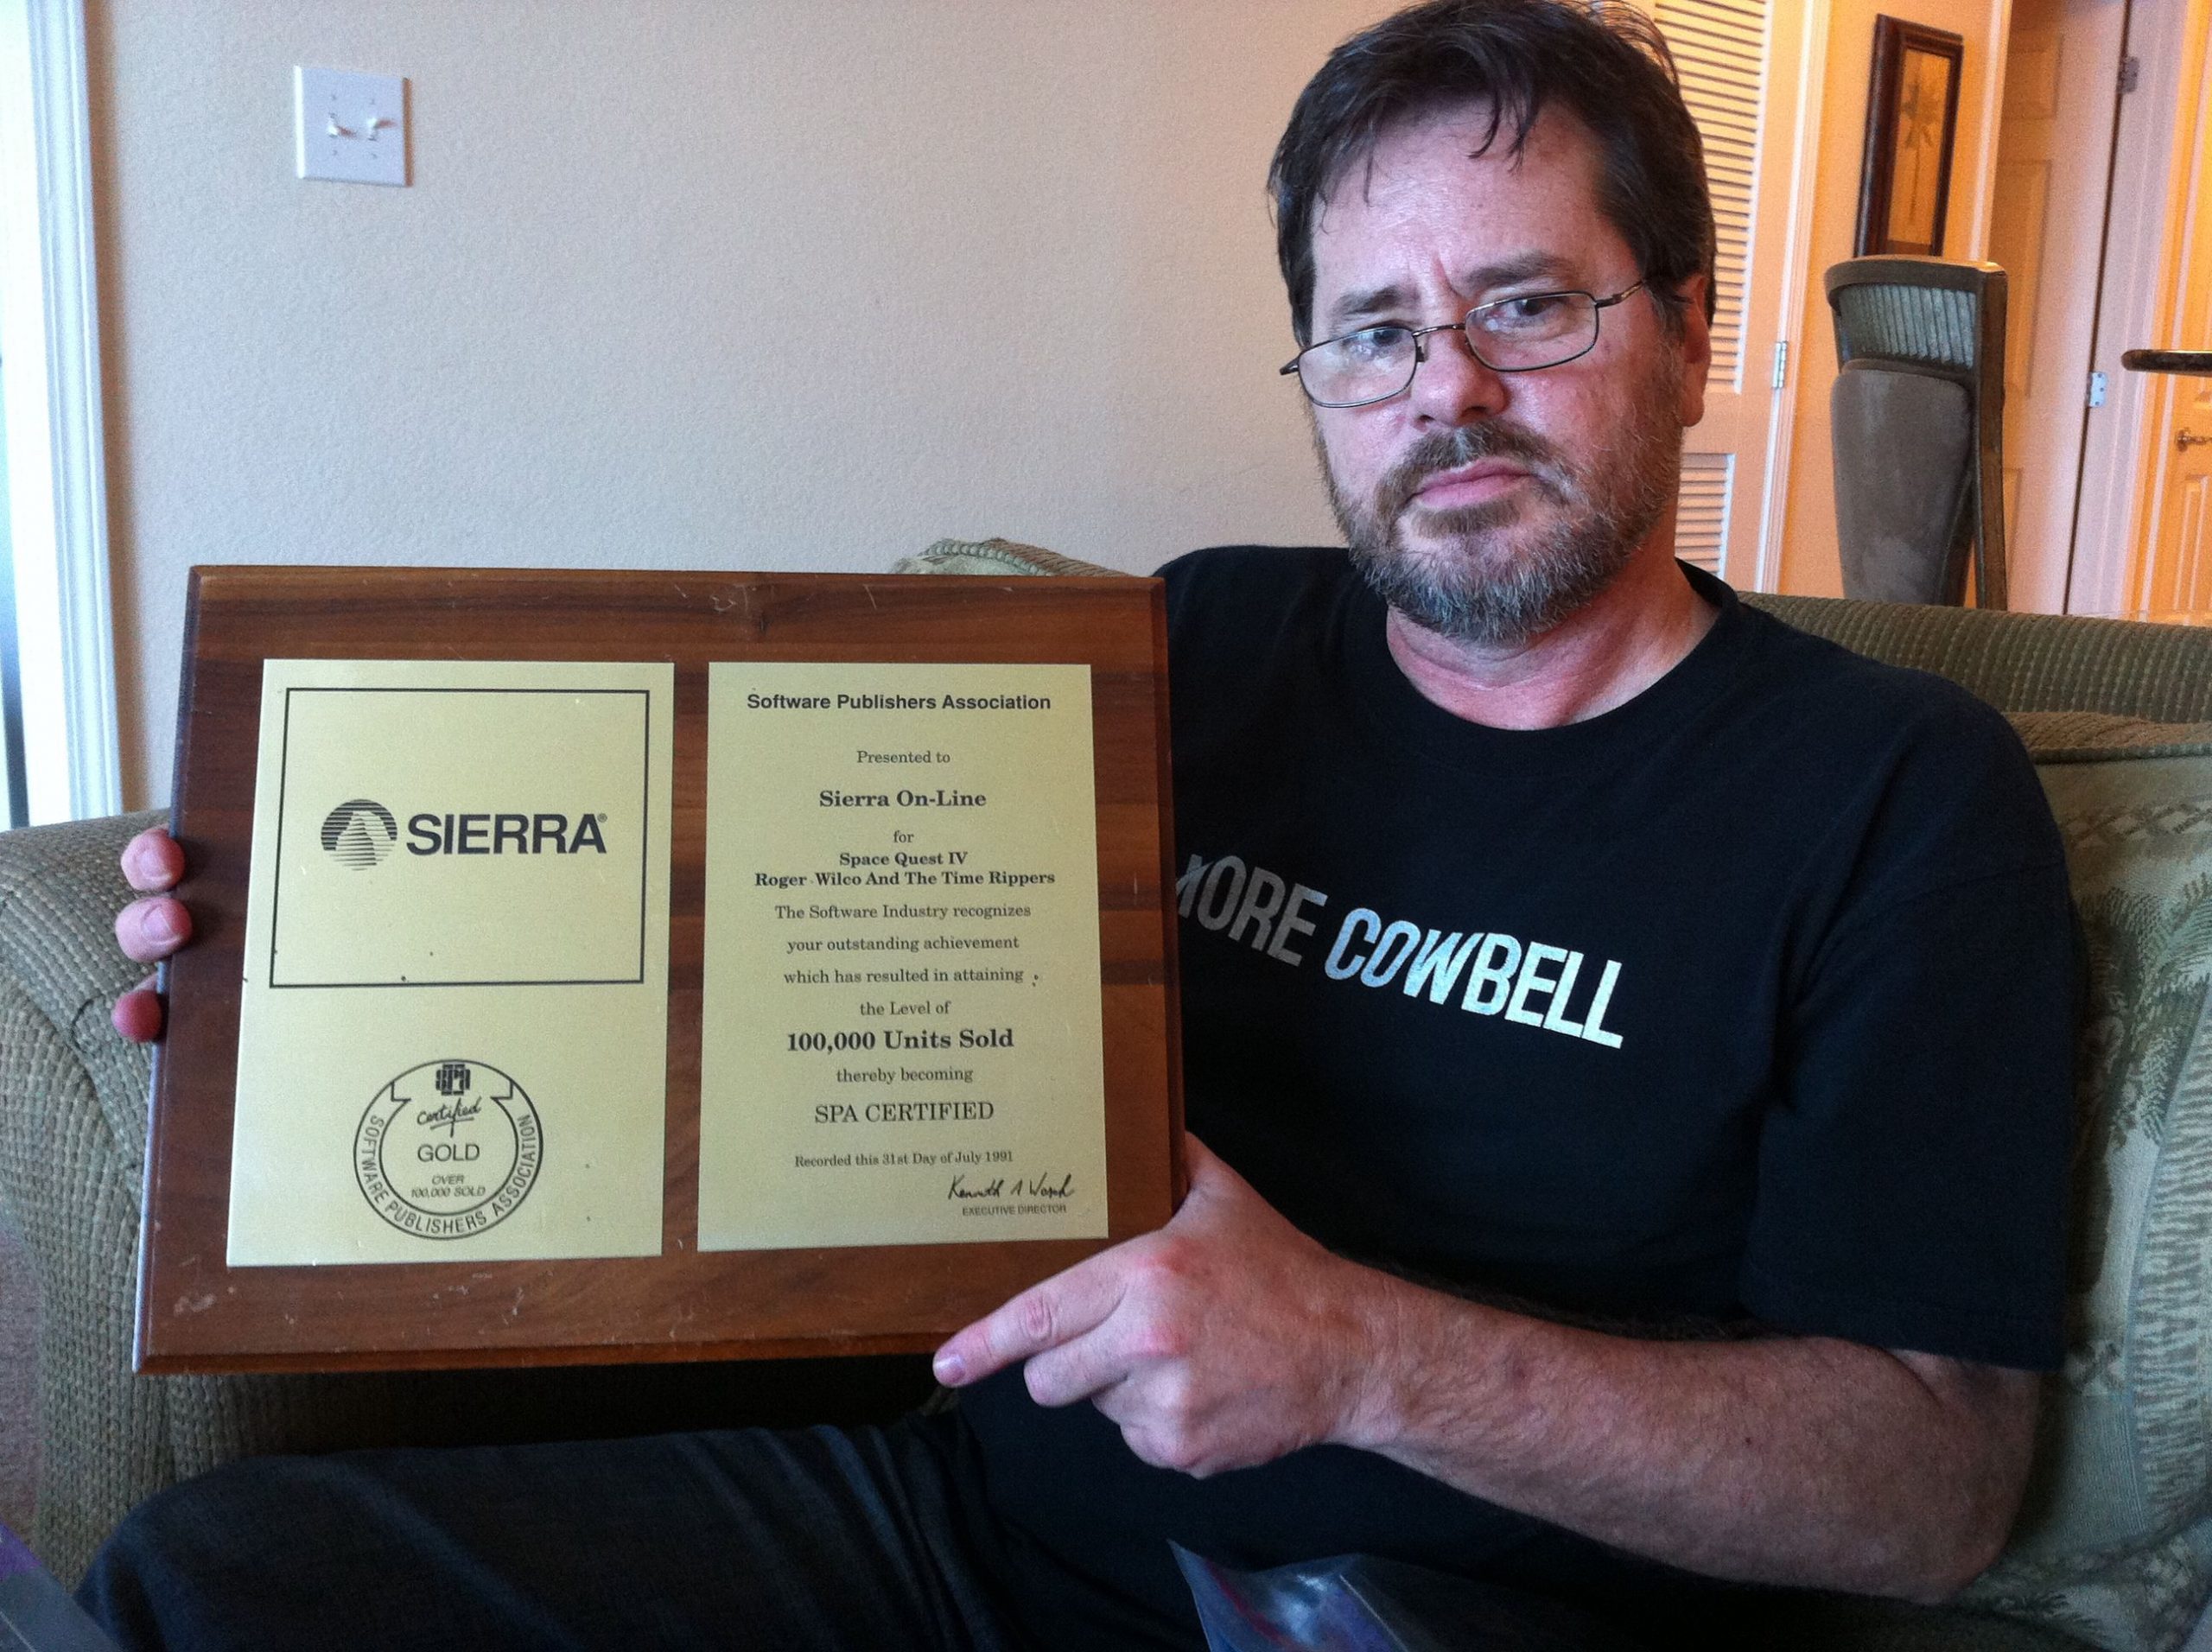 SIERRA®
SPA
Certified
GOLD
OVER
100,000 SOLD
SOFTWARE PUBLISHERS ASSOCIATION
Software Publishers Association
Presented to
Sierra On-Line
for
Space Quest IV
Roger Wilco And The Time Rippers
The Software Industry recognizes
your outstanding achievement
which has resulted in attaining
the Level of
100,000 Units Sold
thereby becoming
SPA CERTIFIED
Recorded this 31st Day of July 1991
Kenneth A Wasch
EXECUTIVE DIRECTOR
MORE COWBELL